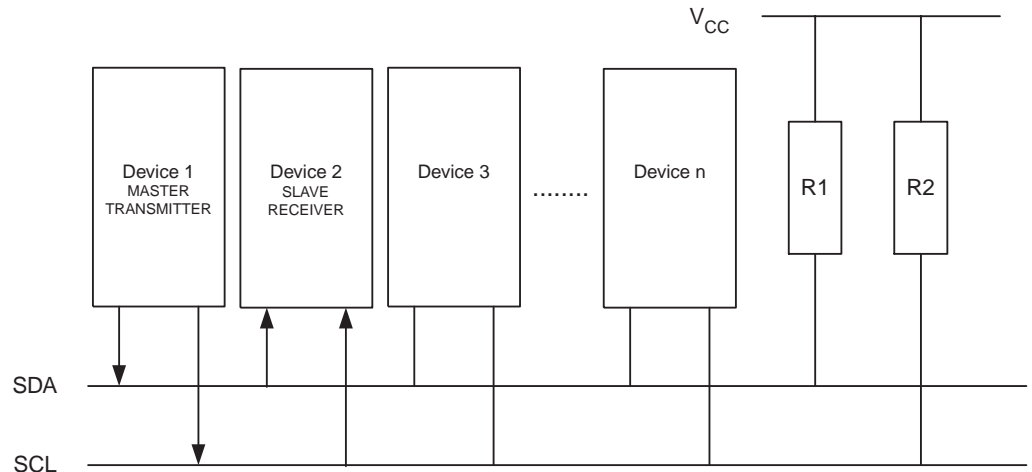 VCC
Device 1
MASTER
TRANSMITTER
Device 2
SLAVE
RECEIVER
Device 3
........
Device n
R1
R2
SDA
SCL